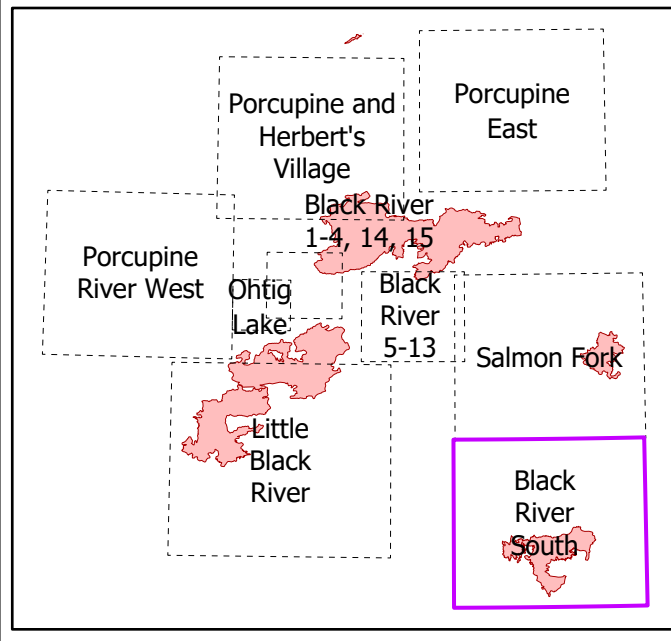 Porcupine and
Herbert's
Village
Porcupine
East
Black River
1-4, 14, 15
Porcupine
River West
Ohtig
Lake
Black
River
5-13
Salmon Fork
Little
Black
River
Black
River
South